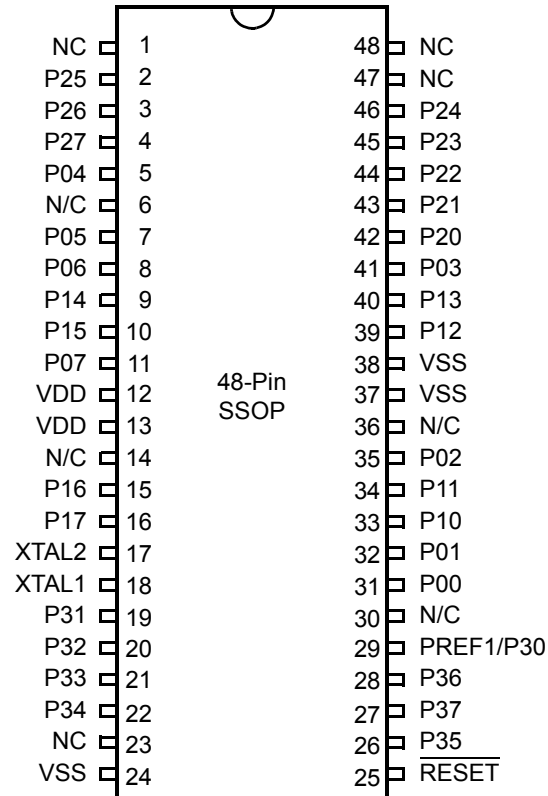 NC 1 48 NC
P25 2 47 NC
P26 3 46 P24
P27 4 45 P23
P04 5 44 P22
N/C 6 43 P21
P05 7 42 P20
P06 8 41 P03
P14 9 40 P13
P15 10 39 P12
P07 11 38 VSS
VDD 12 37 VSS
48-Pin
SSOP
VDD 13 36 N/C
N/C 14 35 P02
P16 15 34 P11
P17 16 33 P10
XTAL2 17 32 P01
XTAL1 18 31 P00
P31 19 30 N/C
P32 20 29 PREF1/P30
P33 21 28 P36
P34 22 27 P37
NC 23 26 P35
VSS 24 25 RESET